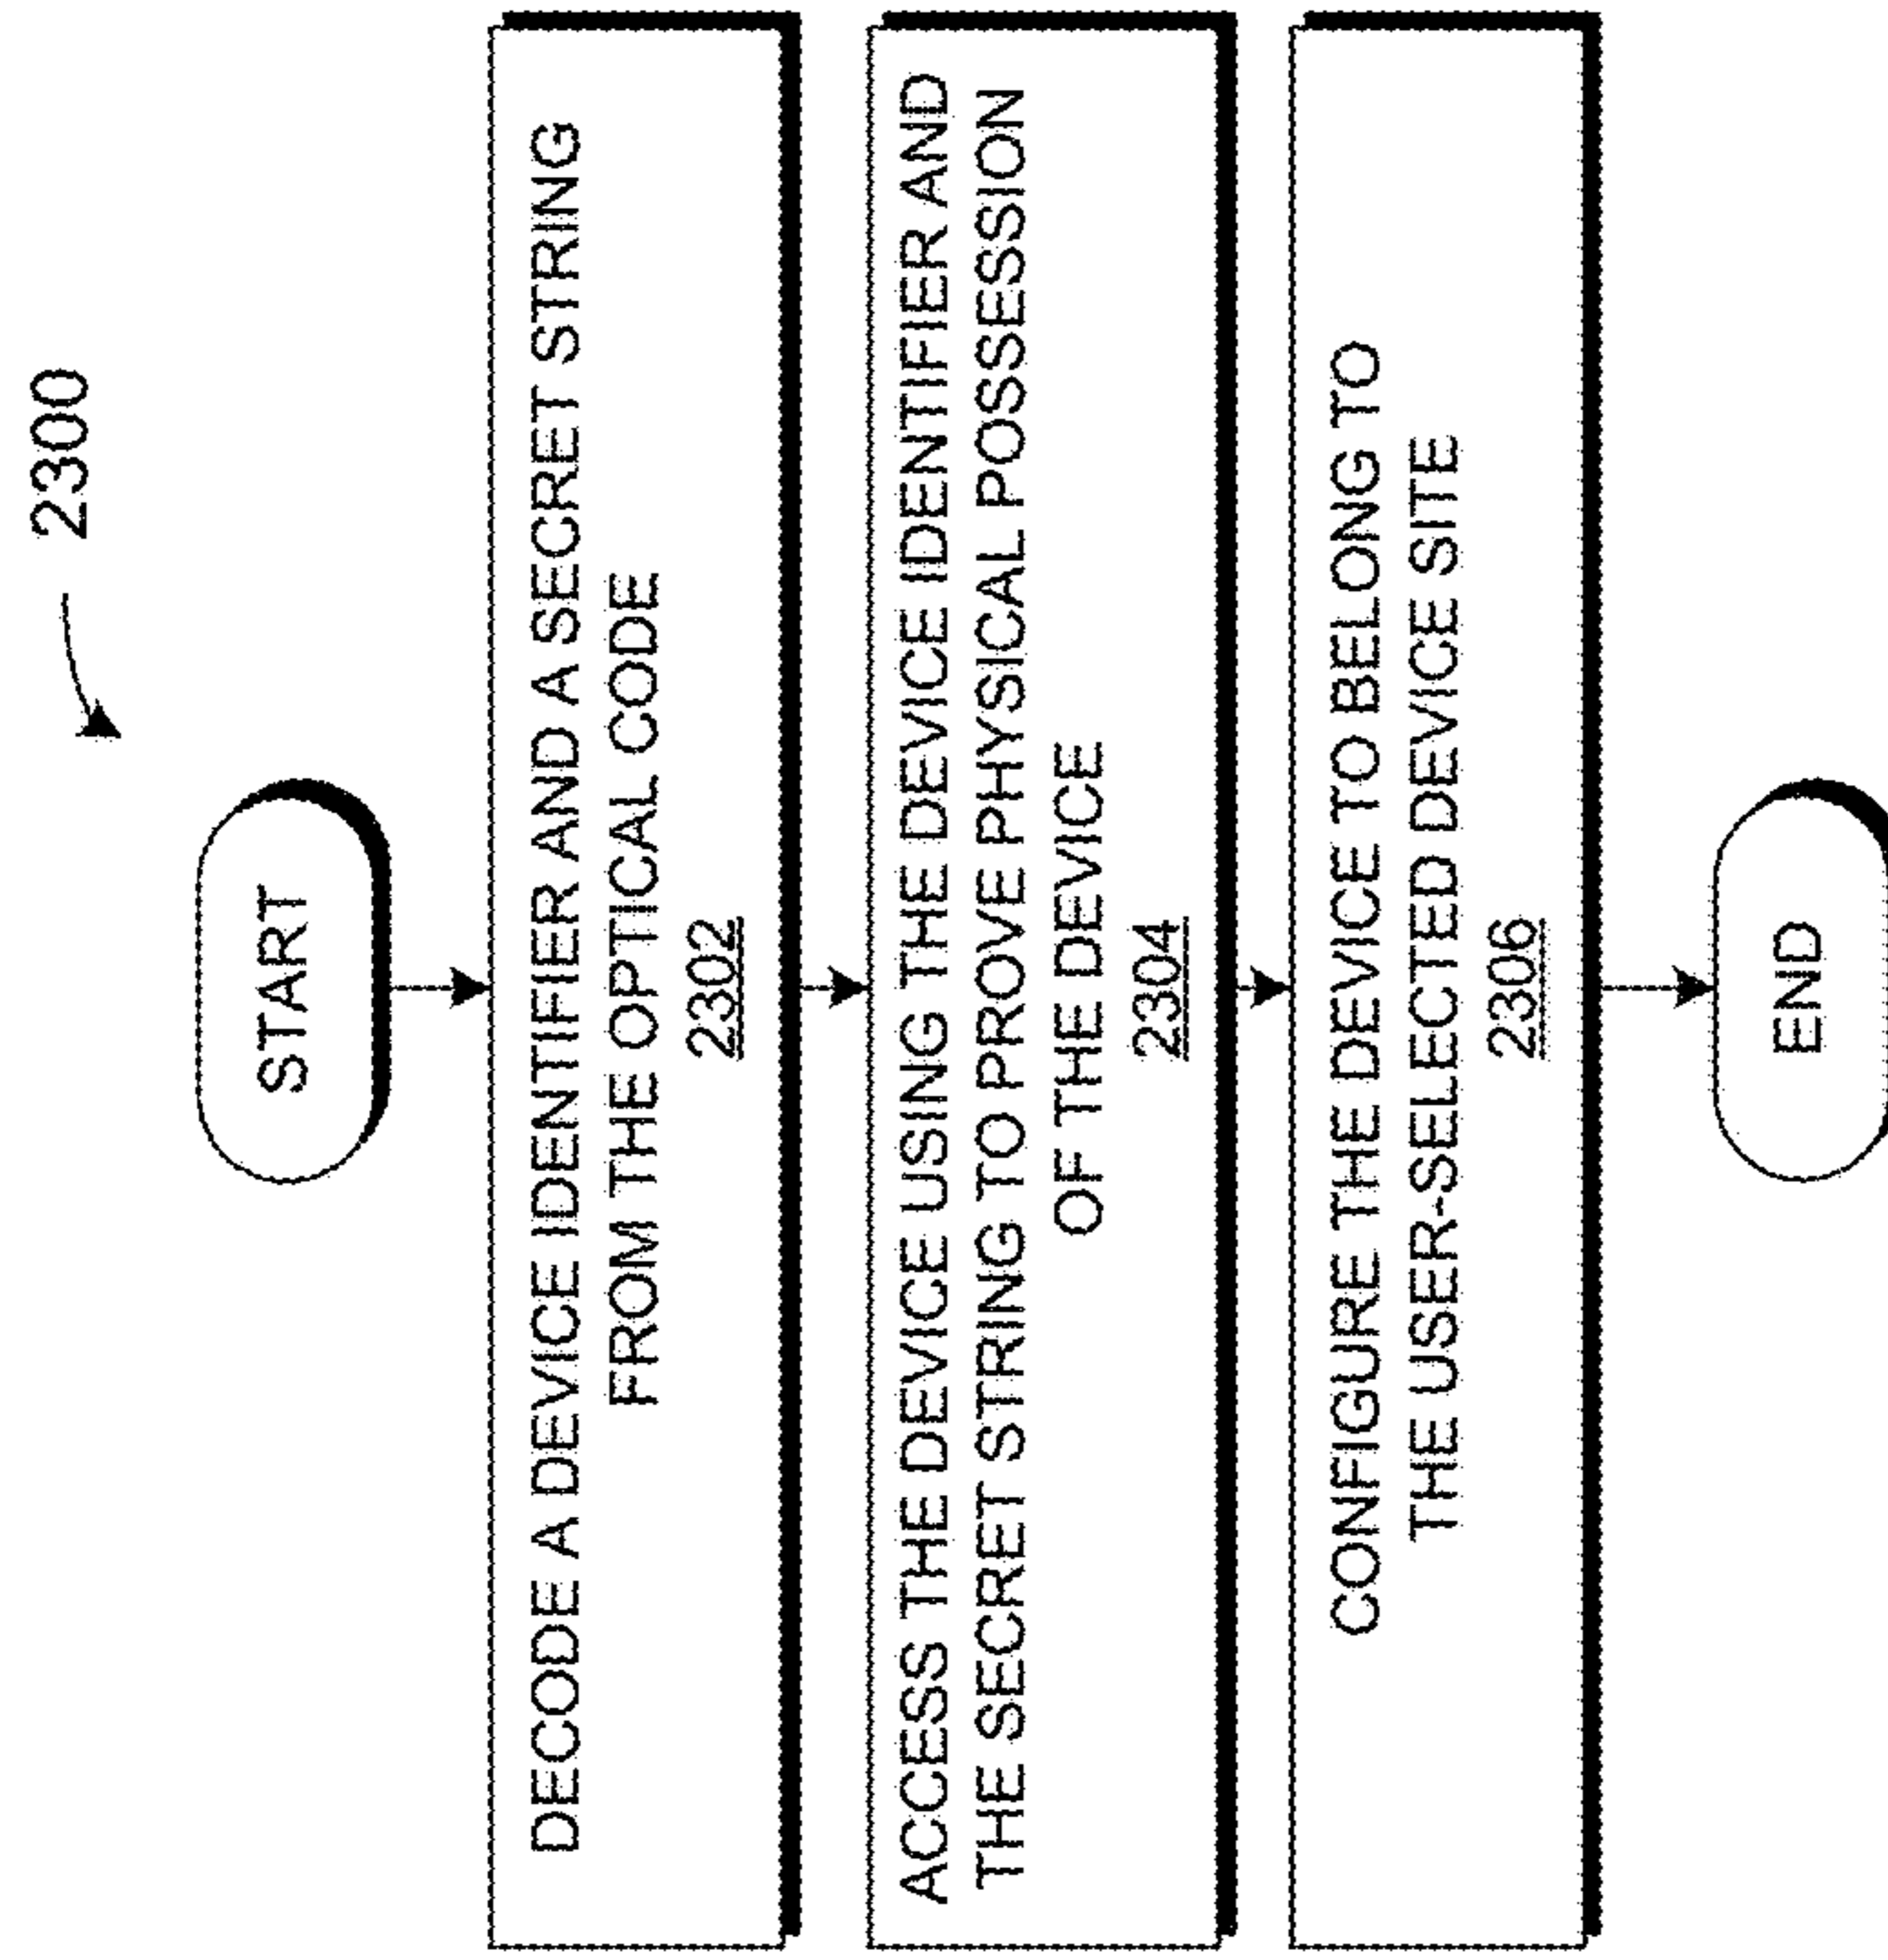 2300
START
DECODE A DEVICE IDENTIFIER AND A SECRET STRING
FROM THE OPTICAL CODE
2302
ACCESS THE DEVICE USING THE DEVICE IDENTIFIER AND
THE SECRET STRING TO PROVE PHYSICAL POSSESSION
OF THE DEVICE
2304
CONFIGURE THE DEVICE TO BELONG TO
THE USER-SELECTED DEVICE SITE
2306
END